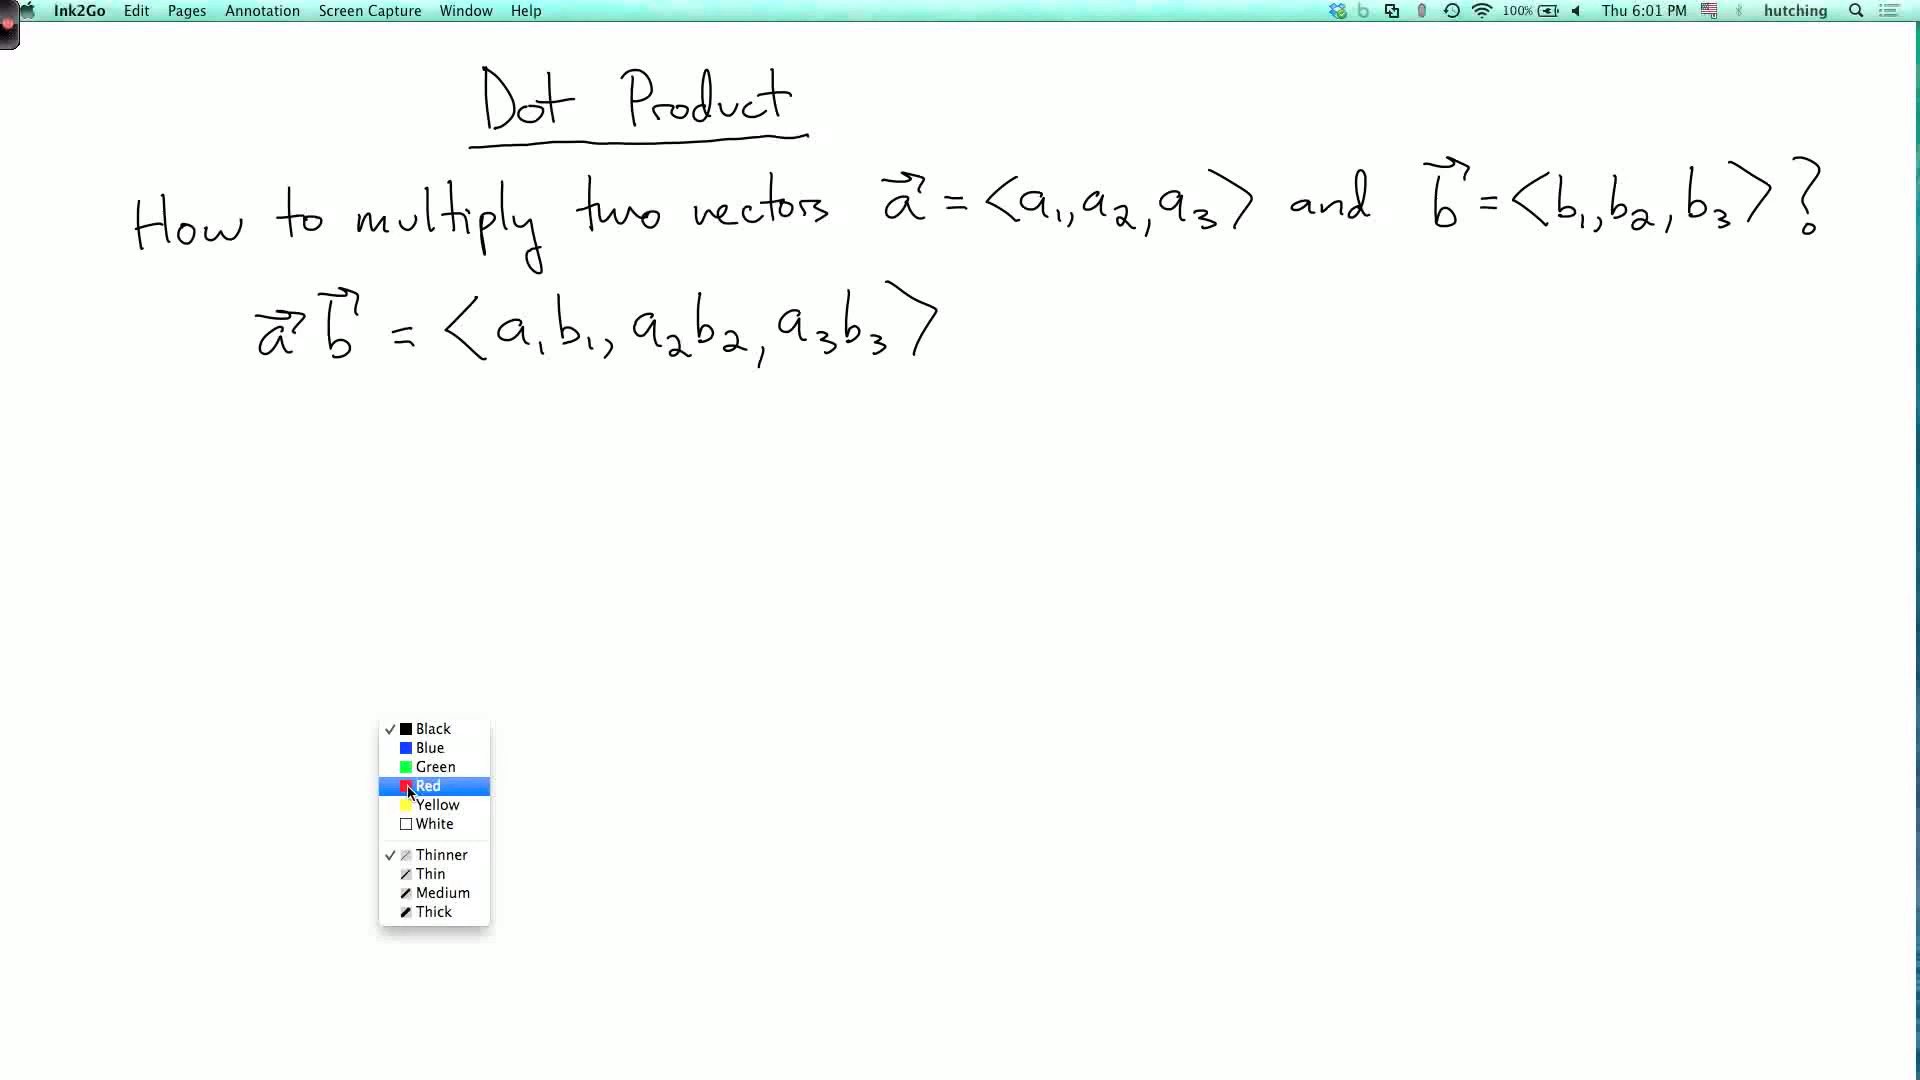 Ink2Go Edit Pages Annotation Screen Capture Window Help 100% Thu 6:01 PM hutching
Dot Product
How to multiply two vectors a⃗ = <a₁, a₂, a₃> and b⃗ = <b₁, b₂, b₃>?
a⃗ b⃗ = <a₁b₁, a₂b₂, a₃b₃>
Black
Blue
Green
Red
Yellow
White
Thinner
Thin
Medium
Thick